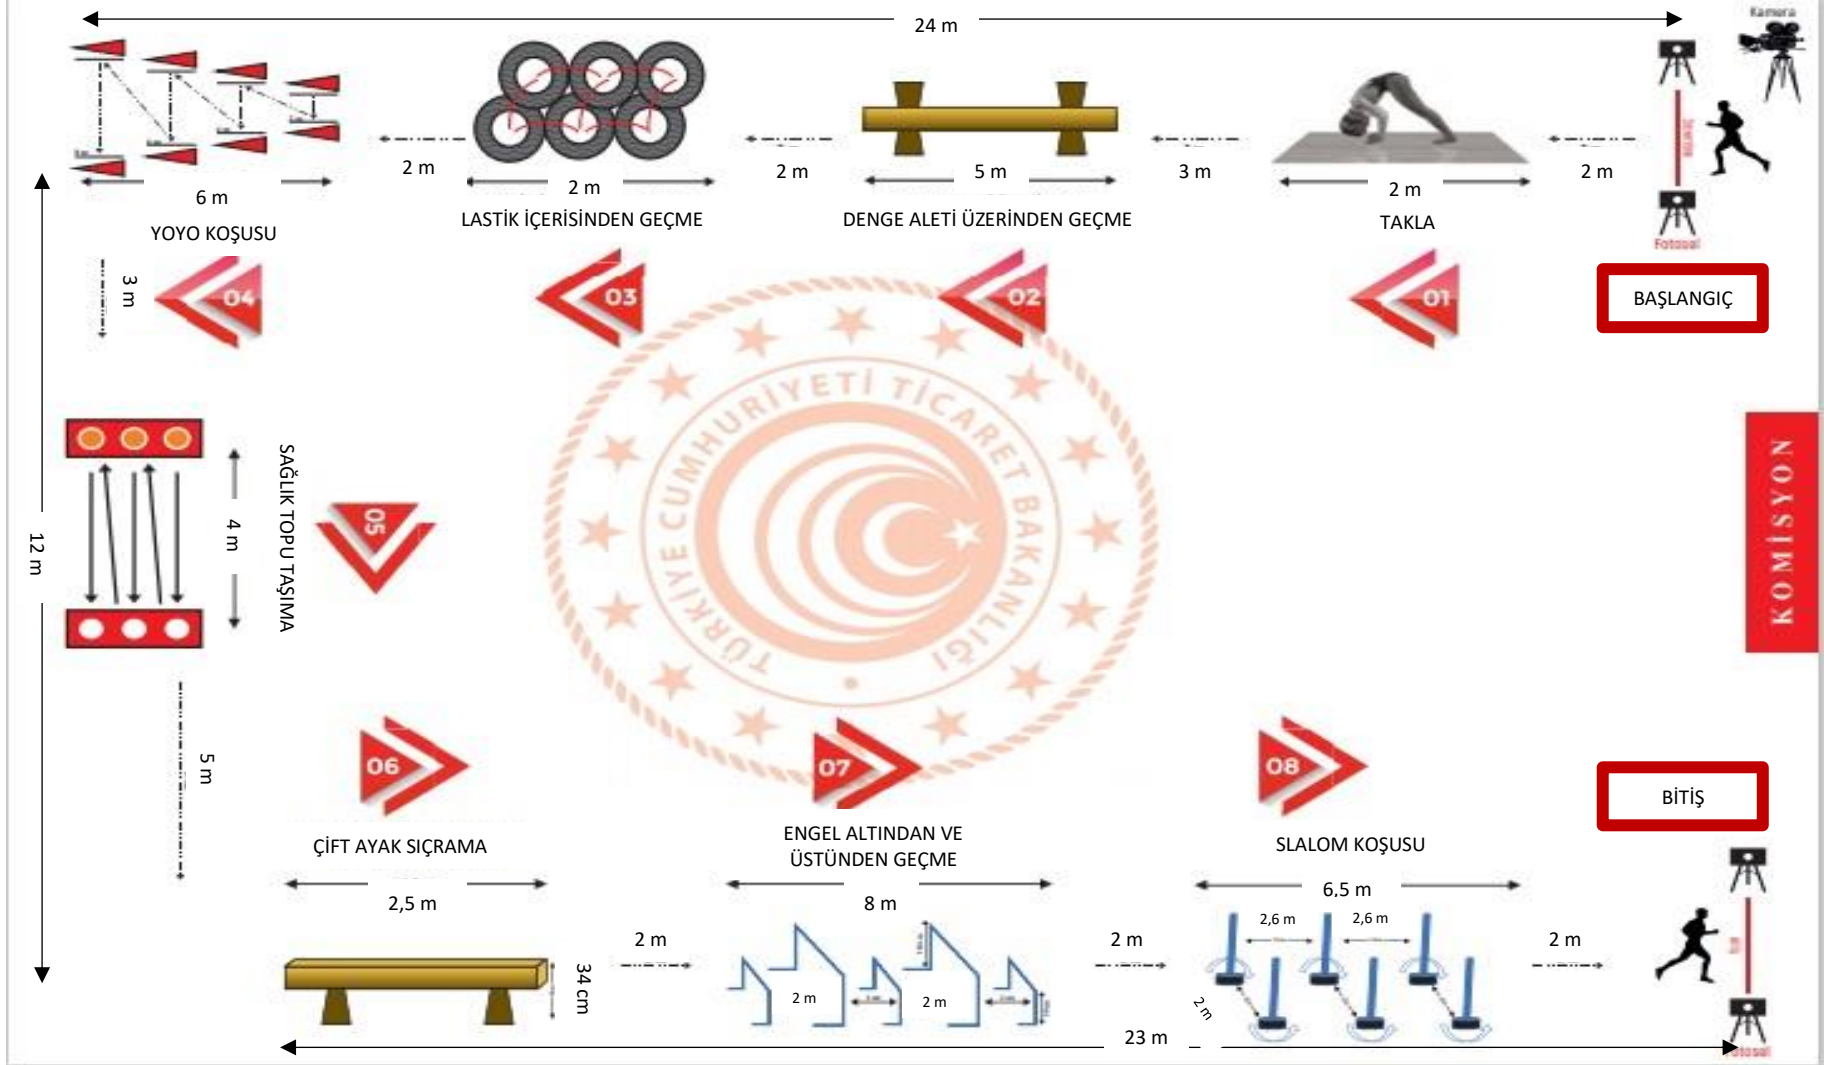 24 m
Kamera
2 m
2 m
3 m
5 m
2 m
2 m
2 m
6 m
TAKLA
DENGE ALETİ ÜZERİNDEN GEÇME
LASTİK İÇERİSİNDEN GEÇME
YOYO KOŞUSU
Fotosel
BAŞLANGIÇ
01
02
03
04
3 m
12 m
SAĞLIK TOPU TAŞIMA
4 m
05
TÜRKİYE CUMHURİYETİ TİCARET BAKANLIĞI
KOMİSYON
5 m
06
07
08
BİTİŞ
ÇİFT AYAK SIÇRAMA
ENGEL ALTINDAN VE
ÜSTÜNDEN GEÇME
SLALOM KOŞUSU
2,5 m
8 m
6,5 m
2,6 m
2,6 m
2 m
2 m
2 m
34 cm
2 m
2 m
2 m
23 m
Fotosel